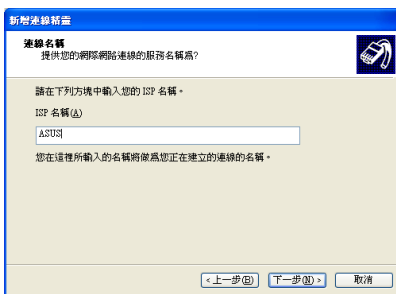 新增連線精靈
連線名稱
提供您的網際網路連線的服務名稱為?
請在下列方塊中輸入您的 ISP 名稱。
ISP 名稱(A)
ASUS
您在這裡所輸入的名稱將做為您正在建立的連線的名稱。
<上一步(B) 下一步(N)> 取消